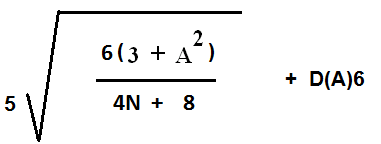 6(3 + A²)
5 √ + D(A)6
4N + 8